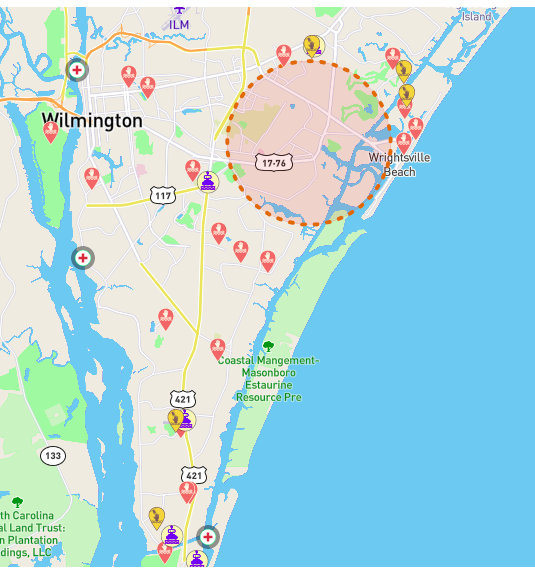 Island
ILM
Wilmington
17-76
Wrightsville
Beach
117
Coastal Mangement-
Masonboro
Estaurine
Resource Pre
421
133
421
th Carolina
al Land Trust:
n Plantation
dings, LLC